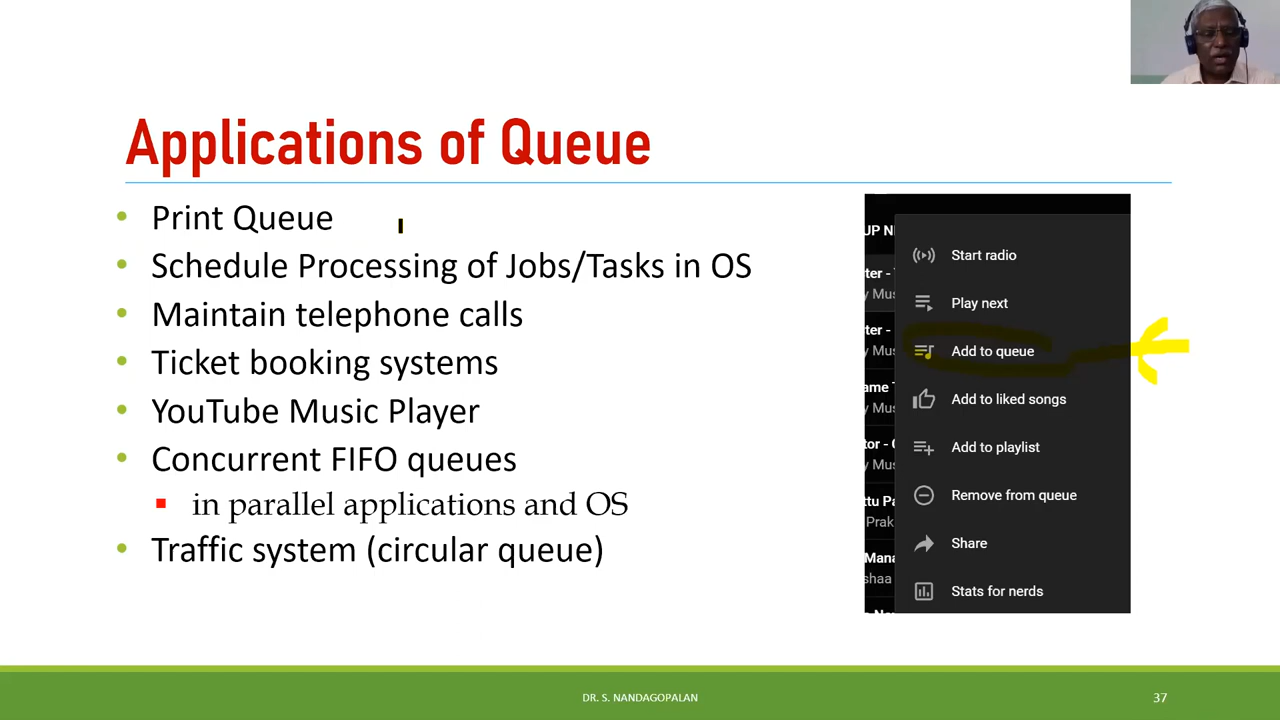 Applications of Queue
• Print Queue
• Schedule Processing of Jobs/Tasks in OS
• Maintain telephone calls
• Ticket booking systems
• YouTube Music Player
• Concurrent FIFO queues
▪ in parallel applications and OS
• Traffic system (circular queue)
UP N
ter -
y Mus
ter -
y Mus
ame
y Mus
tor -
y Mus
ttu Pa
Prak
Mana
shaa
Start radio
Play next
Add to queue
Add to liked songs
Add to playlist
Remove from queue
Share
Stats for nerds
DR. S. NANDAGOPALAN
37